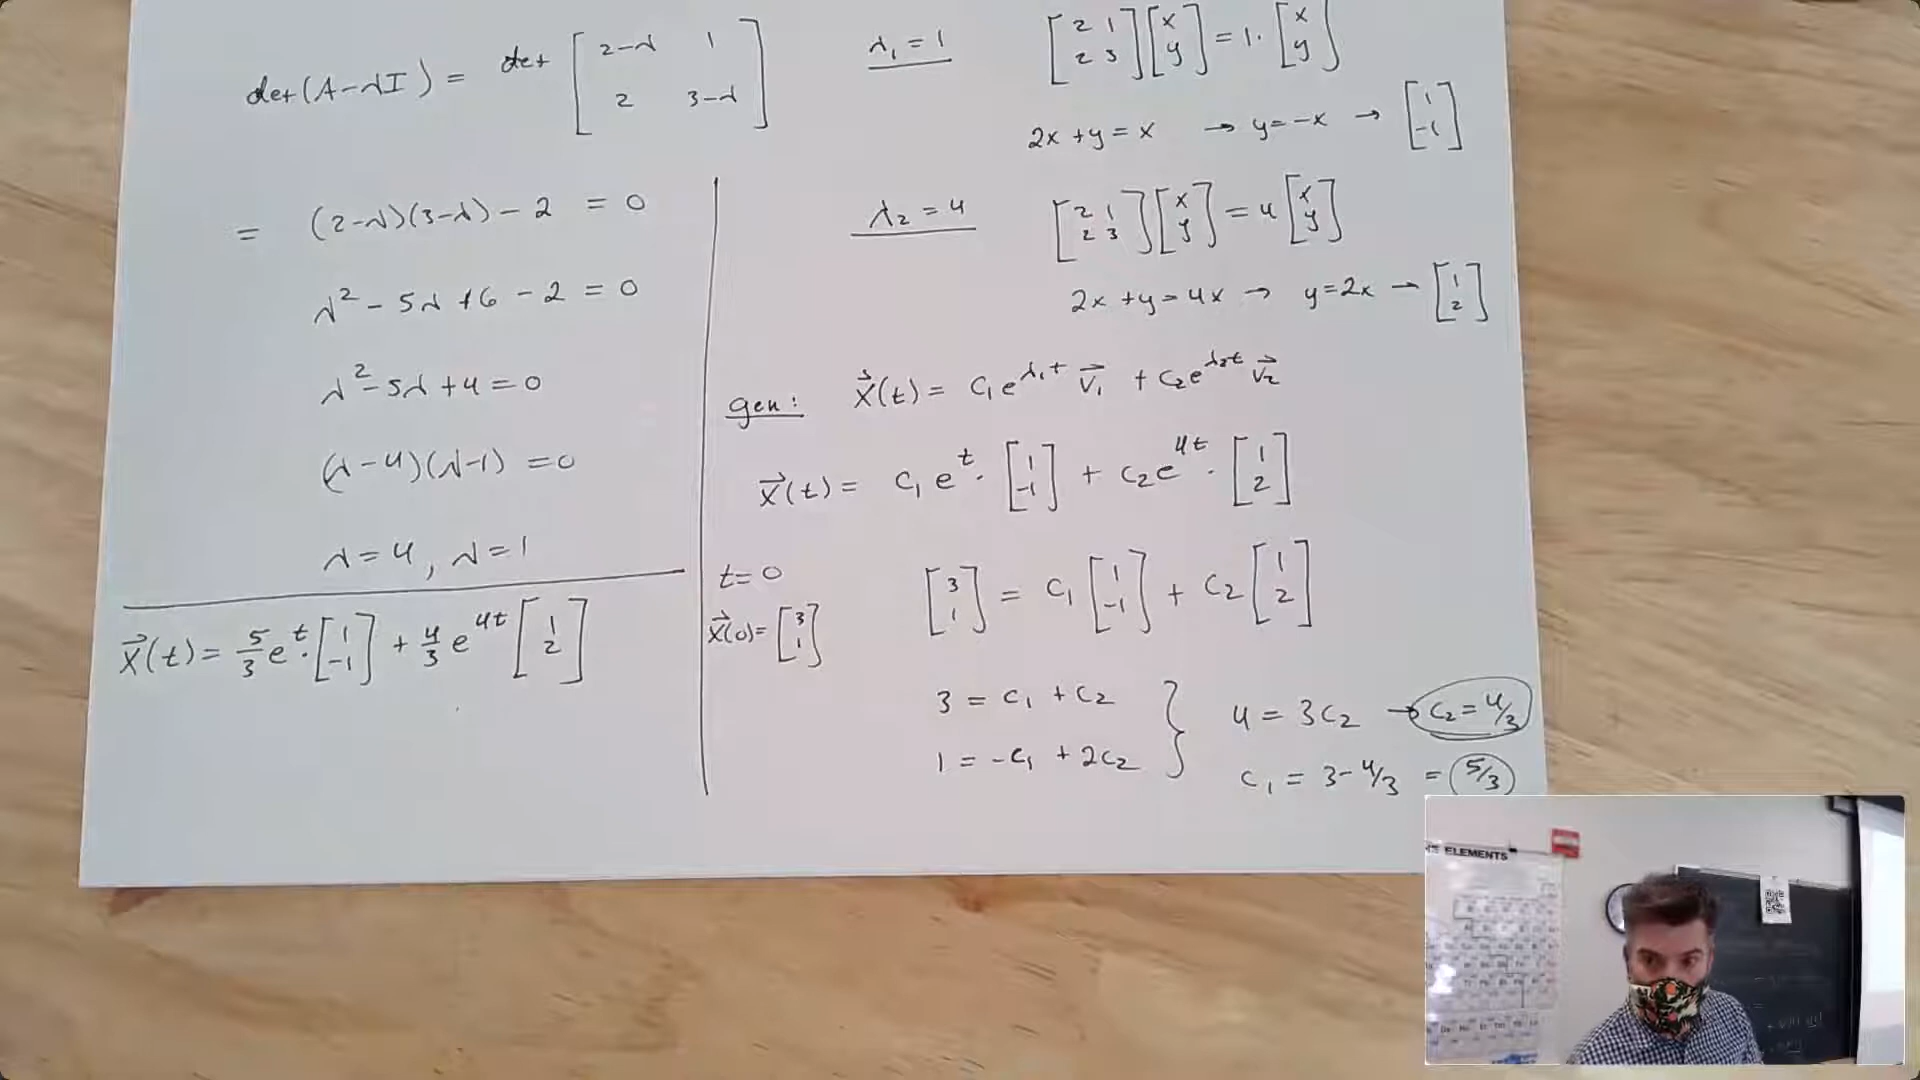 det(A-λI) = det [2-λ 1; 2 3-λ]
= (2-λ)(3-λ) - 2 = 0
λ² - 5λ + 6 - 2 = 0
λ² - 5λ + 4 = 0
(λ-4)(λ-1) = 0
λ=4, λ=1
x⃗(t) = 5/3 e^t · [1; -1] + 4/3 e^4t [1; 2]
λ₁ = 1 [2 1; 2 3][x; y] = 1·[x; y]
2x + y = x → y = -x → [1; -1]
λ₂ = 4 [2 1; 2 3][x; y] = 4[x; y]
2x + y = 4x → y=2x → [1; 2]
gen: x⃗(t) = c₁e^λ₁t v⃗₁ + c₂e^λ₂t v⃗₂
x⃗(t) = c₁e^t · [1; -1] + c₂e^4t · [1; 2]
t=0
x⃗(0) = [3; 1] [3; 1] = c₁[1; -1] + c₂[1; 2]
3 = c₁ + c₂
1 = -c₁ + 2c₂
} 4 = 3c₂ → c₂ = 4/3
c₁ = 3 - 4/3 = 5/3
ELEMENTS